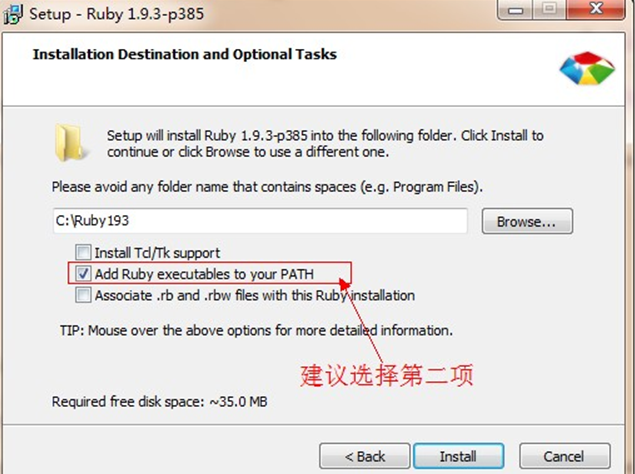 Setup - Ruby 1.9.3-p385
Installation Destination and Optional Tasks
Setup will install Ruby 1.9.3-p385 into the following folder. Click Install to
continue or click Browse to use a different one.
Please avoid any folder name that contains spaces (e.g. Program Files).
C:\Ruby193
Browse...
Install Tcl/Tk support
Add Ruby executables to your PATH
Associate .rb and .rbw files with this Ruby installation
TIP: Mouse over the above options for more detailed information.
建议选择第二项
Required free disk space: ~35.0 MB
< Back
Install
Cancel